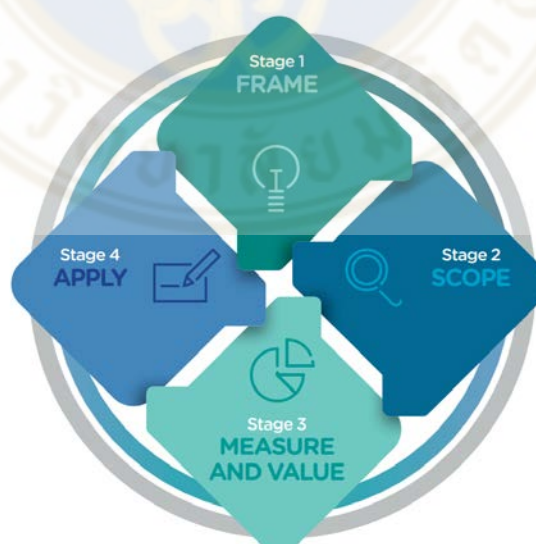 Stage 1
FRAME
Stage 2
SCOPE
Stage 3
MEASURE
AND VALUE
Stage 4
APPLY